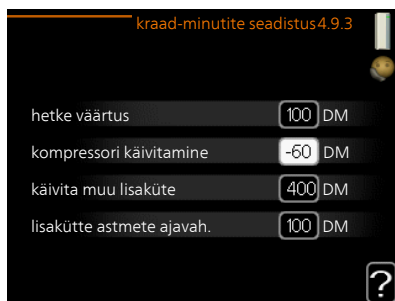 kraad-minutite seadistus 4.9.3
hetke väärtus 100 DM
kompressori käivitamine -60 DM
käivita muu lisaküte 400 DM
lisakütte astmete ajavah. 100 DM
?